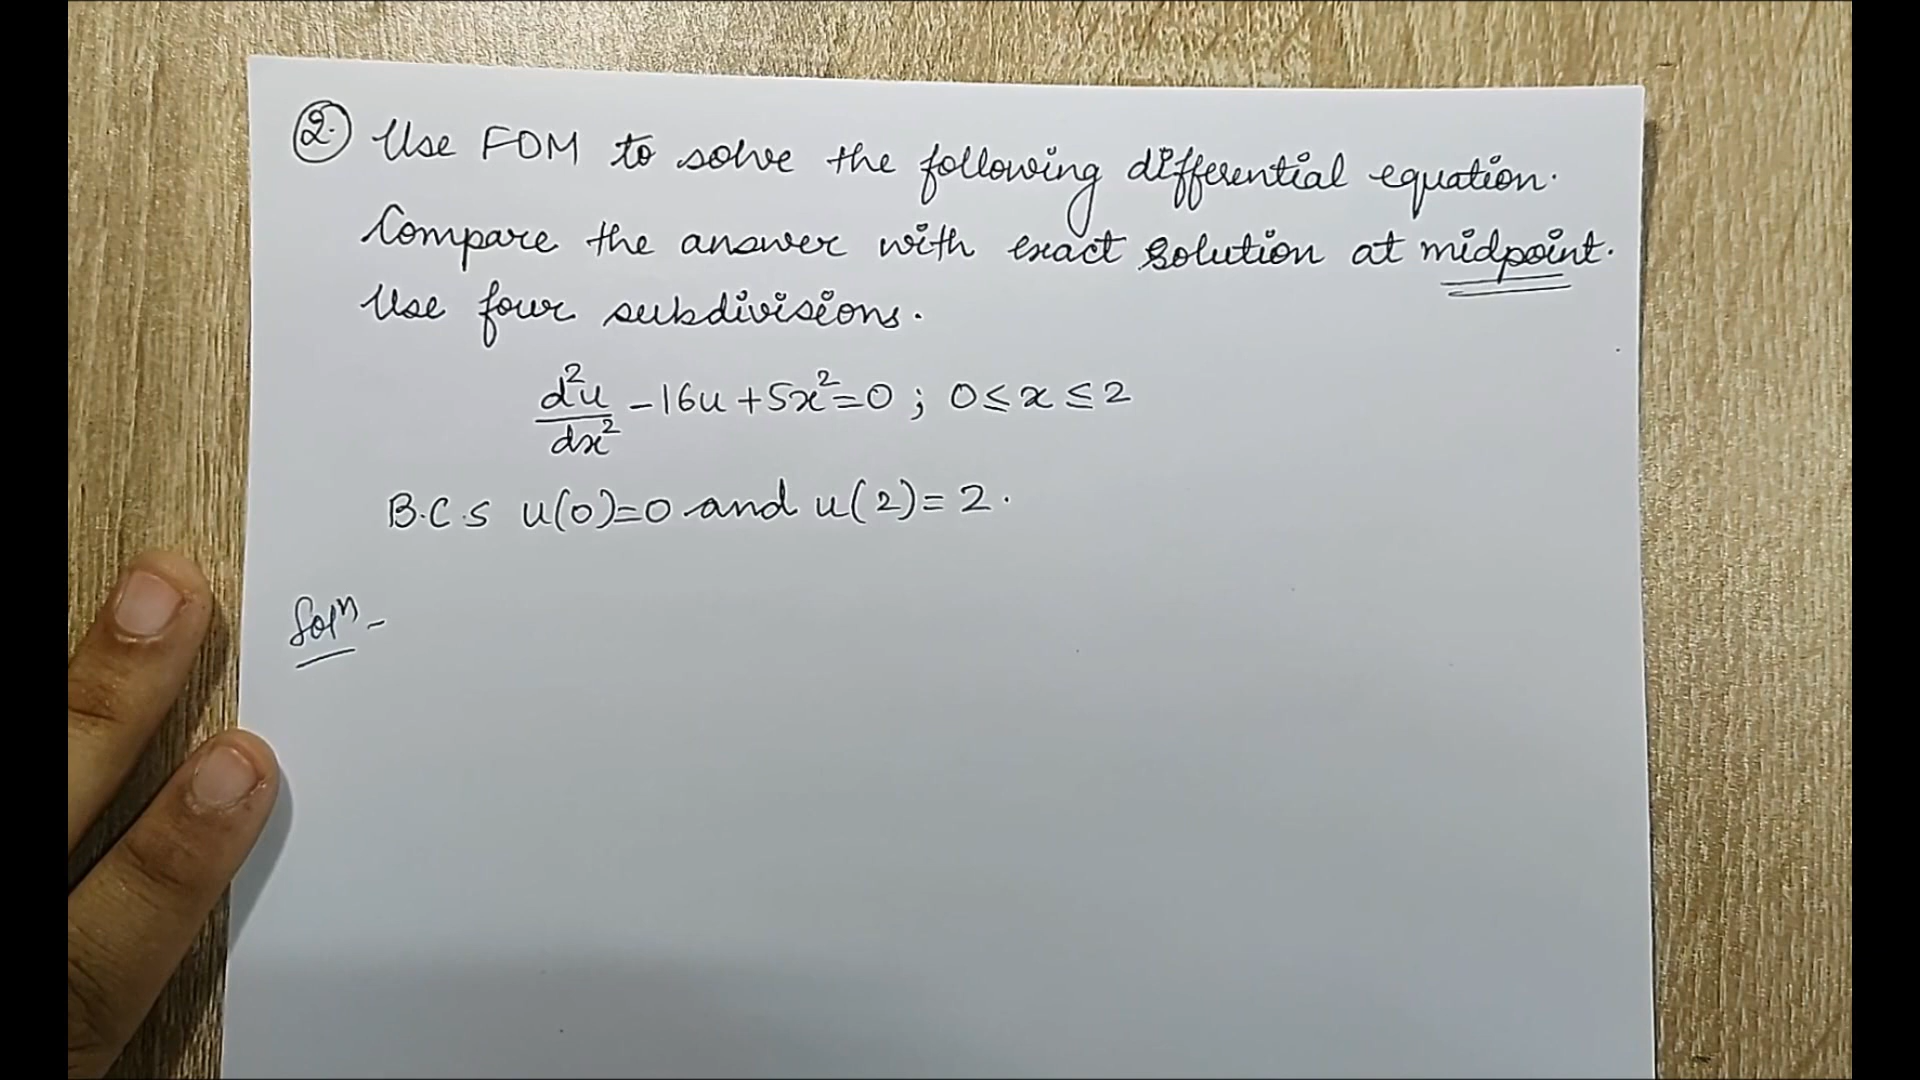 2. Use FDM to solve the following differential equation.
Compare the answer with exact solution at midpoint.
Use four subdivisions.
d²u/dx² - 16u + 5x² = 0 ; 0 ≤ x ≤ 2
B.C.S u(0)=0 and u(2)= 2.
Solⁿ-